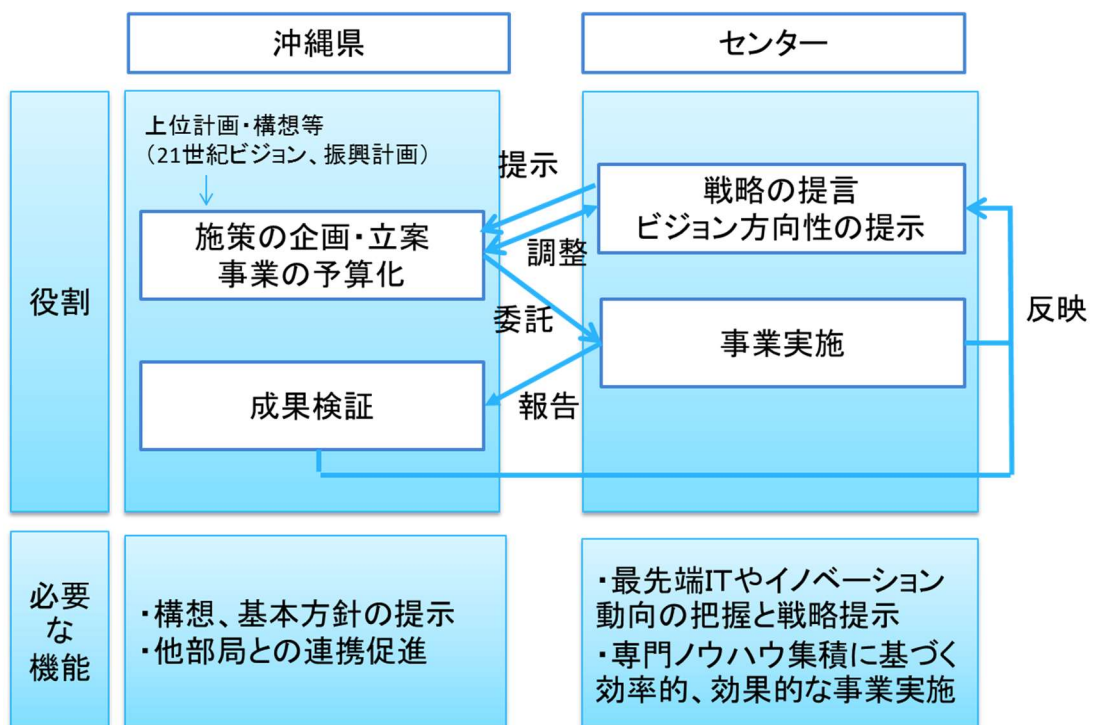 沖縄県
センター
役割
上位計画・構想等
（21世紀ビジョン、振興計画）
施策の企画・立案
事業の予算化
成果検証
提示
調整
委託
報告
戦略の提言
ビジョン方向性の提示
事業実施
反映
必要
な
機能
・構想、基本方針の提示
・他部局との連携促進
・最先端ITやイノベーション
動向の把握と戦略提示
・専門ノウハウ集積に基づく
効率的、効果的な事業実施